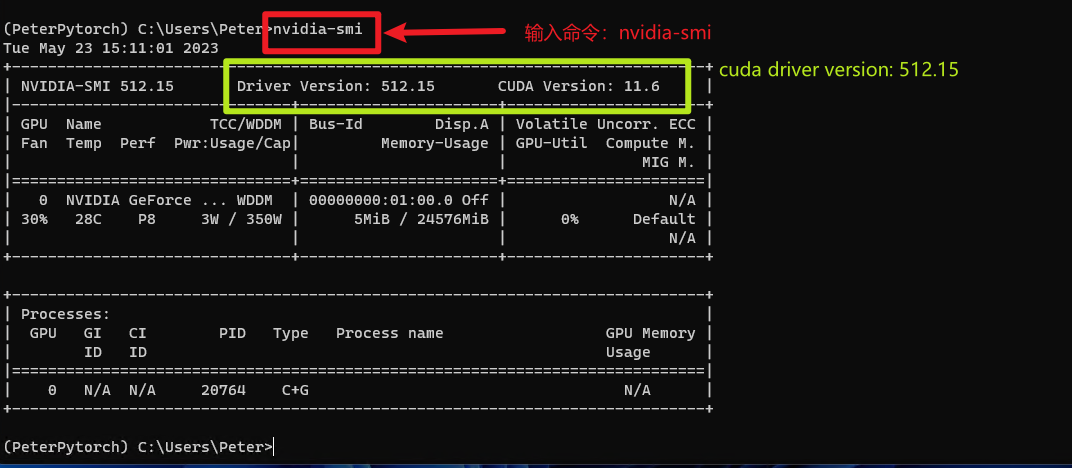 (PeterPytorch) C:\Users\Peter>nvidia-smi
输入命令：nvidia-smi
Tue May 23 15:11:01 2023
+-----------------------------------------------------------------------------+
| NVIDIA-SMI 512.15       Driver Version: 512.15       CUDA Version: 11.6     |
cuda driver version: 512.15
|-------------------------------+----------------------+----------------------+
| GPU  Name            TCC/WDDM | Bus-Id        Disp.A | Volatile Uncorr. ECC |
| Fan  Temp  Perf  Pwr:Usage/Cap|         Memory-Usage | GPU-Util  Compute M. |
|                               |                      |               MIG M. |
|===============================+======================+======================|
|   0  NVIDIA GeForce ... WDDM  | 00000000:01:00.0 Off |                  N/A |
| 30%   28C    P8     3W / 350W |      5MiB / 24576MiB |      0%      Default |
|                               |                      |                  N/A |
+-------------------------------+----------------------+----------------------+
+-----------------------------------------------------------------------------+
| Processes:                                                                  |
|  GPU   GI   CI        PID   Type   Process name                  GPU Memory |
|        ID   ID                                                   Usage      |
|=============================================================================|
|    0   N/A  N/A     20764    C+G                                   N/A      |
+-----------------------------------------------------------------------------+
(PeterPytorch) C:\Users\Peter>